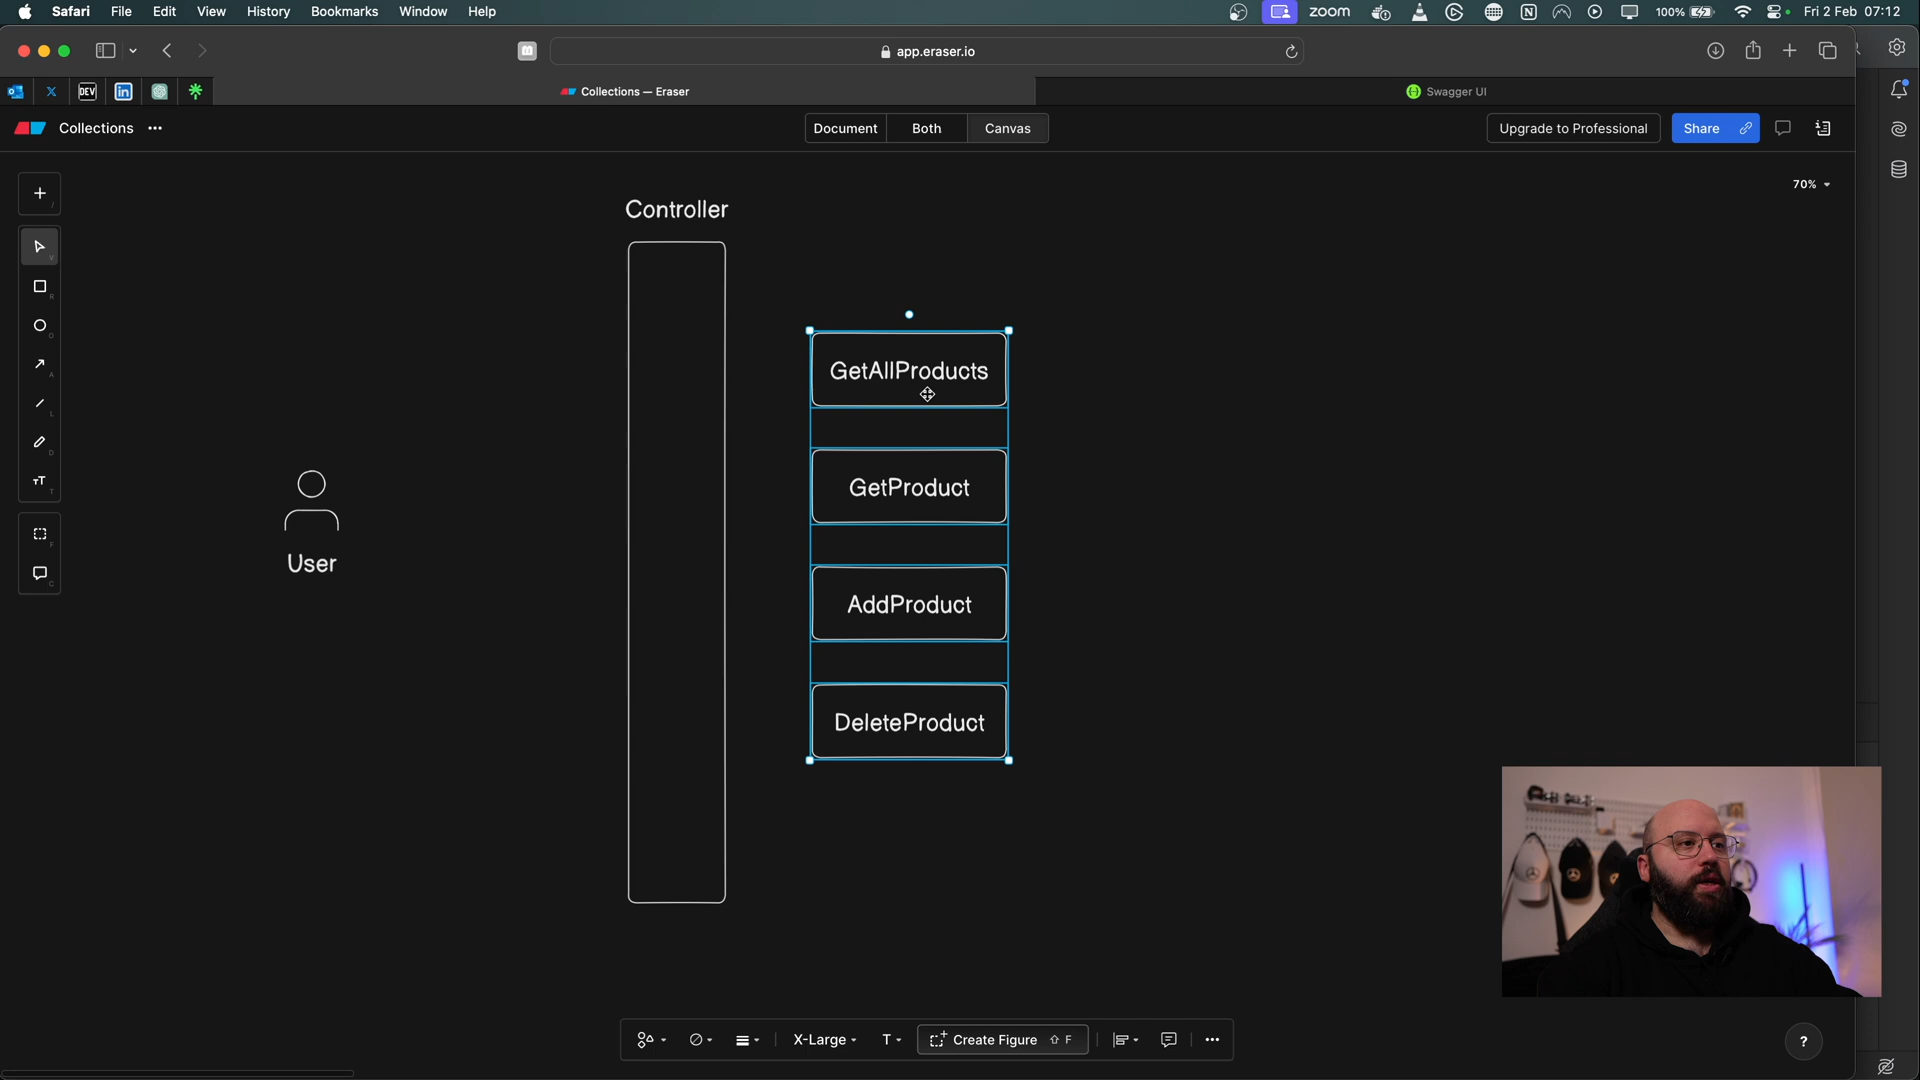 Safari File Edit View History Bookmarks Window Help
zoom 100% Fri 2 Feb 07:12
app.eraser.io
DEV
Collections — Eraser
Swagger UI
Collections
Document Both Canvas
Upgrade to Professional Share
70%
Controller
GetAllProducts
GetProduct
User
AddProduct
DeleteProduct
X-Large T Create Figure ⇧ F
?